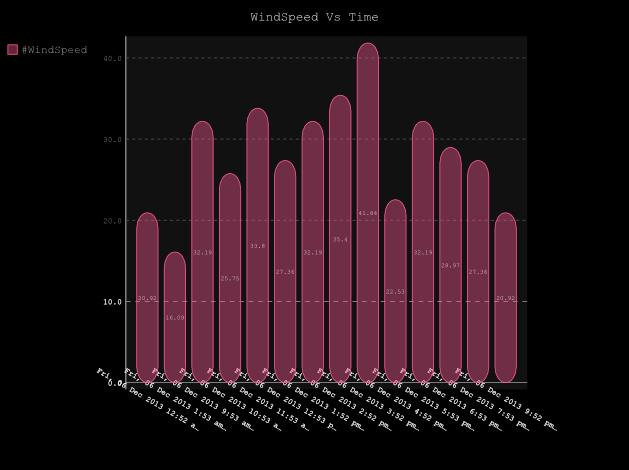 WindSpeed Vs Time
#WindSpeed
40.0
30.0
20.0
10.0
0.0
20.92
16.09
32.19
25.75
33.8
27.36
32.19
35.4
41.84
22.53
32.19
28.97
27.36
20.92
Fri, 06 Dec 2013 12:52 a…
Fri, 06 Dec 2013 1:53 am…
Fri, 06 Dec 2013 9:53 am…
Fri, 06 Dec 2013 10:53 a…
Fri, 06 Dec 2013 11:53 a…
Fri, 06 Dec 2013 12:53 p…
Fri, 06 Dec 2013 1:52 pm…
Fri, 06 Dec 2013 2:52 pm…
Fri, 06 Dec 2013 3:52 pm…
Fri, 06 Dec 2013 4:52 pm…
Fri, 06 Dec 2013 5:53 pm…
Fri, 06 Dec 2013 6:53 pm…
Fri, 06 Dec 2013 7:53 pm…
Fri, 06 Dec 2013 9:52 pm…